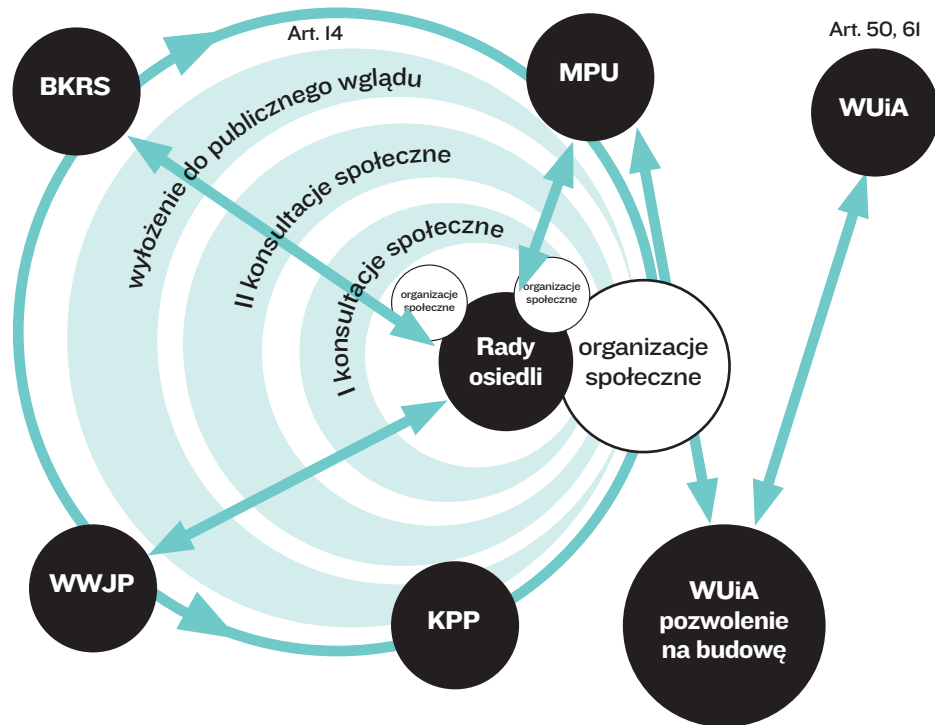 Art. 14
Art. 50, 61
BKRS
MPU
WUiA
wyłożenie do publicznego wglądu
II konsultacje społeczne
I konsultacje społeczne
organizacje
społeczne
organizacje
społeczne
Rady
osiedli
organizacje
społeczne
WWJP
KPP
WUiA
pozwolenie
na budowę